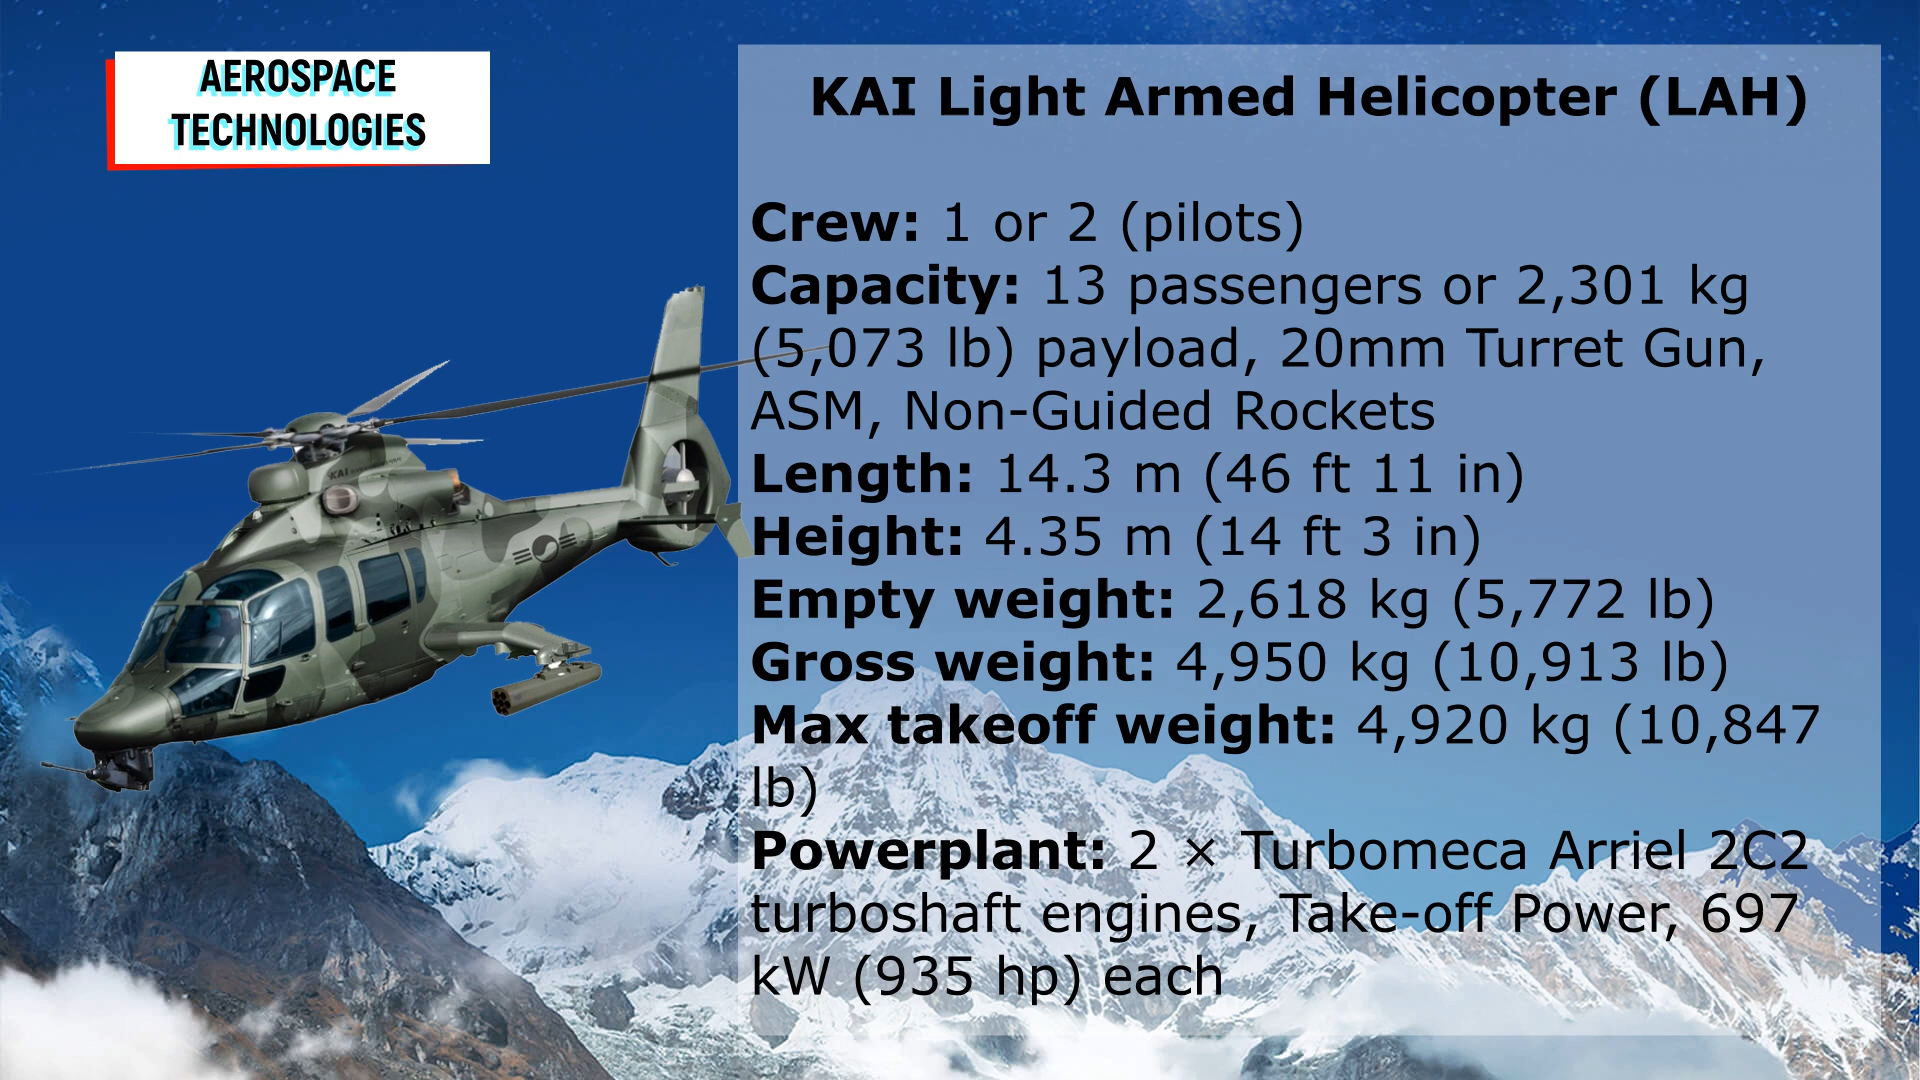 AEROSPACE
TECHNOLOGIES
KAI Light Armed Helicopter (LAH)
Crew: 1 or 2 (pilots)
Capacity: 13 passengers or 2,301 kg
(5,073 lb) payload, 20mm Turret Gun,
ASM, Non-Guided Rockets
Length: 14.3 m (46 ft 11 in)
Height: 4.35 m (14 ft 3 in)
Empty weight: 2,618 kg (5,772 lb)
Gross weight: 4,950 kg (10,913 lb)
Max takeoff weight: 4,920 kg (10,847
lb)
Powerplant: 2 × Turbomeca Arriel 2C2
turboshaft engines, Take-off Power, 697
kW (935 hp) each
KAI